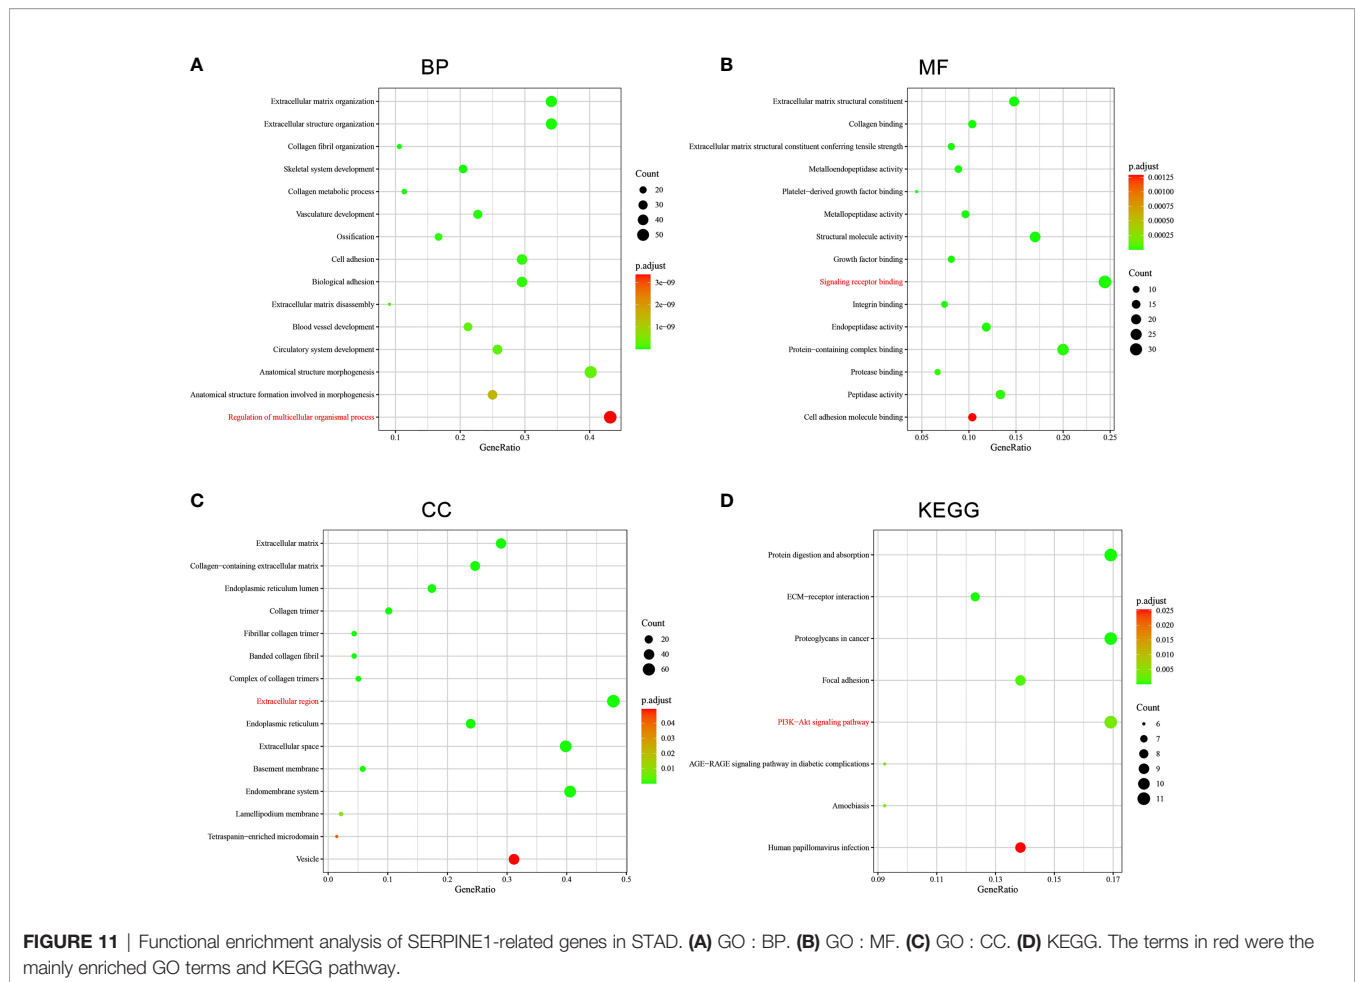 A
BP
Extracellular matrix organization
Extracellular structure organization
Collagen fibril organization
Skeletal system development
Collagen metabolic process
Vasculature development
Ossification
Cell adhesion
Biological adhesion
Extracellular matrix disassembly
Blood vessel development
Circulatory system development
Anatomical structure morphogenesis
Anatomical structure formation involved in morphogenesis
Regulation of multicellular organismal process
0.1 0.2 0.3 0.4
GeneRatio
Count
20
30
40
50
p.adjust
3e−09
2e−09
1e−09
B
MF
Extracellular matrix structural constituent
Collagen binding
Extracellular matrix structural constituent conferring tensile strength
Metalloendopeptidase activity
Platelet−derived growth factor binding
Metallopeptidase activity
Structural molecule activity
Growth factor binding
Signaling receptor binding
Integrin binding
Endopeptidase activity
Protein−containing complex binding
Protease binding
Peptidase activity
Cell adhesion molecule binding
0.05 0.10 0.15 0.20 0.25
GeneRatio
p.adjust
0.00125
0.00100
0.00075
0.00050
0.00025
Count
10
15
20
25
30
C
CC
Extracellular matrix
Collagen−containing extracellular matrix
Endoplasmic reticulum lumen
Collagen trimer
Fibrillar collagen trimer
Banded collagen fibril
Complex of collagen trimers
Extracellular region
Endoplasmic reticulum
Extracellular space
Basement membrane
Endomembrane system
Lamellipodium membrane
Tetraspanin−enriched microdomain
Vesicle
0.0 0.1 0.2 0.3 0.4 0.5
GeneRatio
Count
20
40
60
p.adjust
0.04
0.03
0.02
0.01
D
KEGG
Protein digestion and absorption
ECM−receptor interaction
Proteoglycans in cancer
Focal adhesion
PI3K−Akt signaling pathway
AGE−RAGE signaling pathway in diabetic complications
Amoebiasis
Human papillomavirus infection
0.09 0.11 0.13 0.15 0.17
GeneRatio
p.adjust
0.025
0.020
0.015
0.010
0.005
Count
6
7
8
9
10
11
FIGURE 11 | Functional enrichment analysis of SERPINE1-related genes in STAD. (A) GO : BP. (B) GO : MF. (C) GO : CC. (D) KEGG. The terms in red were the
mainly enriched GO terms and KEGG pathway.